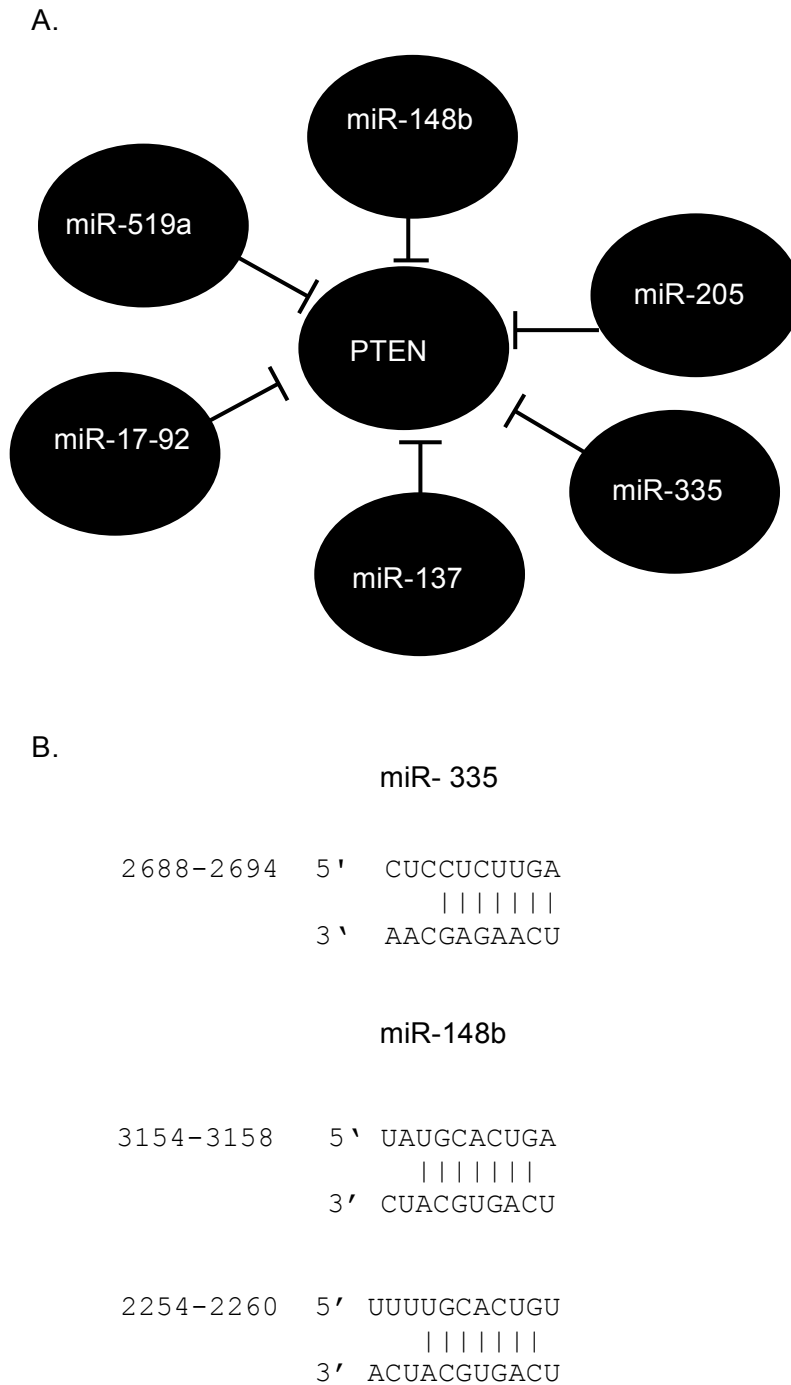 A.
miR-148b
miR-519a
miR-205
PTEN
miR-17-92
miR-335
miR-137
B.
miR- 335
2688-2694 5' CUCCUCUUGA
| | | | | | |
3‘ AACGAGAACU
miR-148b
3154-3158 5‘ UAUGCACUGA
| | | | | | |
3’ CUACGUGACU
2254-2260 5’ UUUUGCACUGU
| | | | | | |
3’ ACUACGUGACU